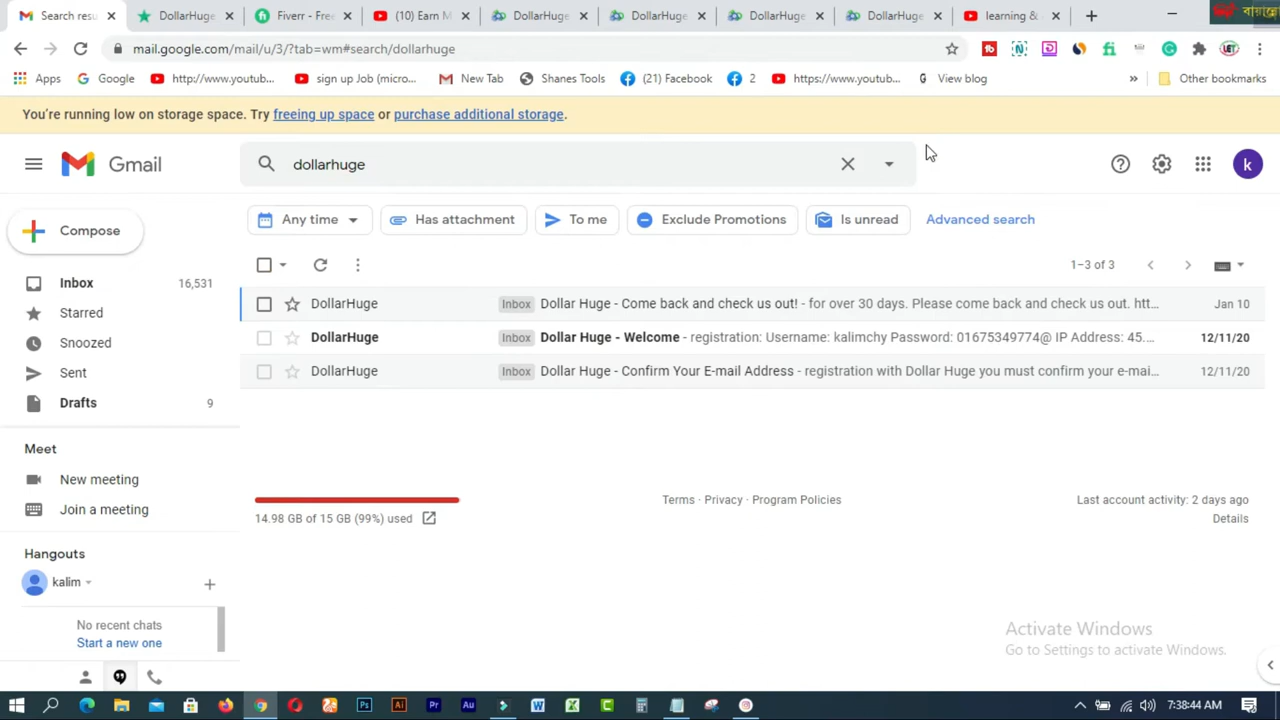 Search resu
DollarHuge
Fiverr - Free
(10) Earn M
DollarHuge
DollarHuge
DollarHuge
DollarHuge
learning &
mail.google.com/mail/u/3/?tab=wm#search/dollarhuge
Apps
Google
http://www.youtub...
sign up Job (micro...
New Tab
Shanes Tools
(21) Facebook
2
https://www.youtub...
View blog
»
Other bookmarks
You're running low on storage space. Try freeing up space or purchase additional storage.
Gmail
dollarhuge
k
Compose
Any time
Has attachment
To me
Exclude Promotions
Is unread
Advanced search
1–3 of 3
Inbox 16,531
Starred
Snoozed
Sent
Drafts 9
DollarHuge Inbox Dollar Huge - Come back and check us out! - for over 30 days. Please come back and check us out. htt... Jan 10
DollarHuge Inbox Dollar Huge - Welcome - registration: Username: kalimchy Password: 01675349774@ IP Address: 45.... 12/11/20
DollarHuge Inbox Dollar Huge - Confirm Your E-mail Address - registration with Dollar Huge you must confirm your e-mai... 12/11/20
Meet
New meeting
Join a meeting
Hangouts
kalim
No recent chats
Start a new one
14.98 GB of 15 GB (99%) used
Terms · Privacy · Program Policies
Last account activity: 2 days ago
Details
Activate Windows
Go to Settings to activate Windows.
7:38:44 AM